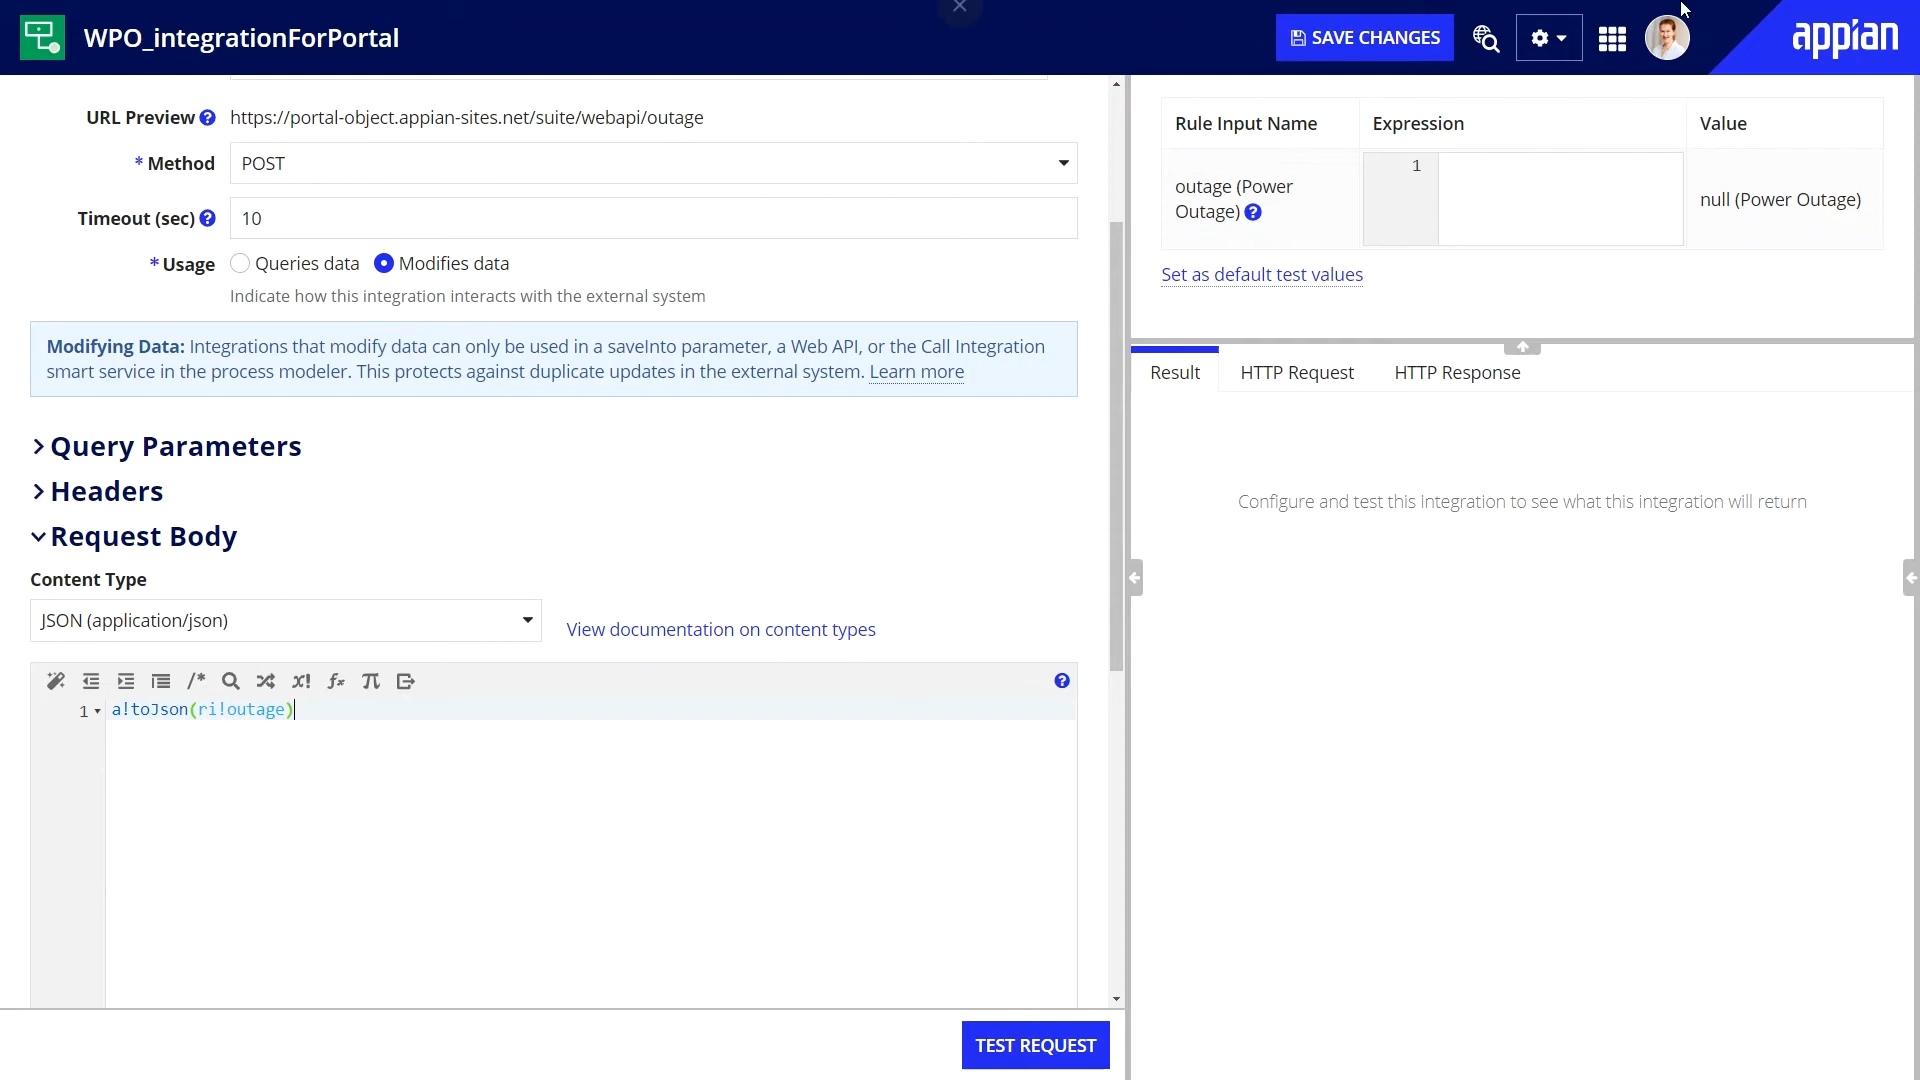 WPO_integrationForPortal
SAVE CHANGES
appian
URL Preview
https://portal-object.appian-sites.net/suite/webapi/outage
* Method
POST
Timeout (sec)
10
* Usage
Queries data
Modifies data
Indicate how this integration interacts with the external system
Modifying Data: Integrations that modify data can only be used in a saveInto parameter, a Web API, or the Call Integration
smart service in the process modeler. This protects against duplicate updates in the external system. Learn more
Query Parameters
Headers
Request Body
Content Type
JSON (application/json)
View documentation on content types
1
a!toJson(ri!outage)
TEST REQUEST
Rule Input Name
Expression
Value
outage (Power
Outage)
1
null (Power Outage)
Set as default test values
Result
HTTP Request
HTTP Response
Configure and test this integration to see what this integration will return